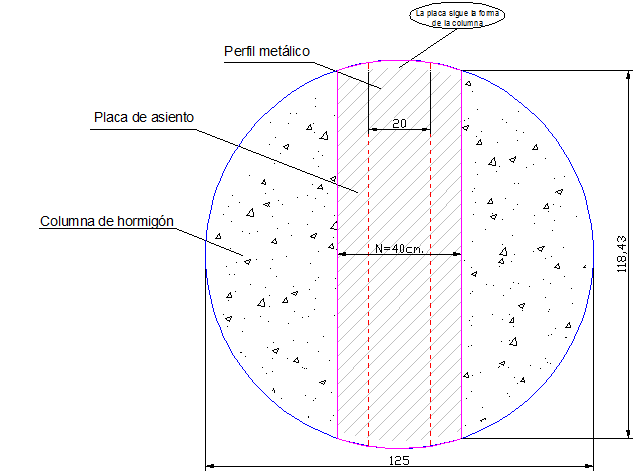 La placa sigue la forma
de la columna
Perfil metálico
Placa de asiento
20
Columna de hormigón
N=40cm.
118,43
125